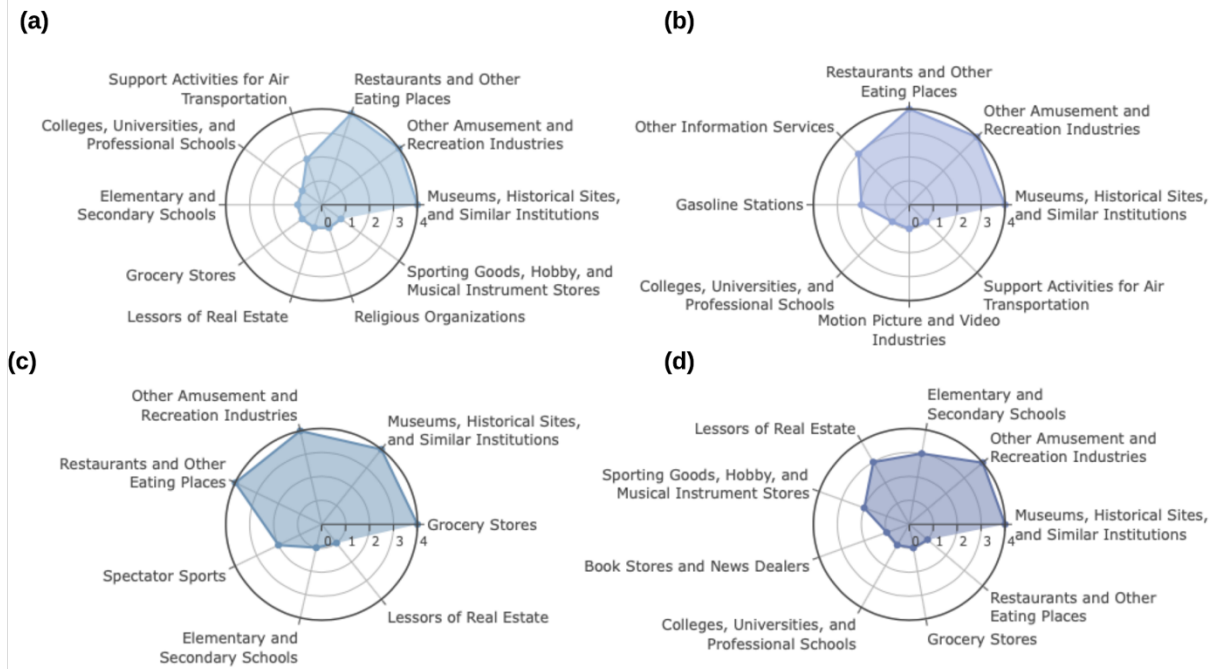 (a)
Support Activities for Air
Transportation
Restaurants and Other
Eating Places
Colleges, Universities, and
Professional Schools
Other Amusement and
Recreation Industries
Elementary and
Secondary Schools
Museums, Historical Sites,
and Similar Institutions
0 1 2 3 4
Grocery Stores
Sporting Goods, Hobby, and
Musical Instrument Stores
Lessors of Real Estate
Religious Organizations
(b)
Restaurants and Other
Eating Places
Other Information Services
Other Amusement and
Recreation Industries
Gasoline Stations
Museums, Historical Sites,
and Similar Institutions
0 1 2 3 4
Colleges, Universities, and
Professional Schools
Support Activities for Air
Transportation
Motion Picture and Video
Industries
(c)
Other Amusement and
Recreation Industries
Museums, Historical Sites,
and Similar Institutions
Restaurants and Other
Eating Places
Grocery Stores
0 1 2 3 4
Spectator Sports
Lessors of Real Estate
Elementary and
Secondary Schools
(d)
Elementary and
Secondary Schools
Lessors of Real Estate
Other Amusement and
Recreation Industries
Sporting Goods, Hobby, and
Musical Instrument Stores
Museums, Historical Sites,
and Similar Institutions
0 1 2 3 4
Book Stores and News Dealers
Restaurants and Other
Eating Places
Colleges, Universities, and
Professional Schools
Grocery Stores